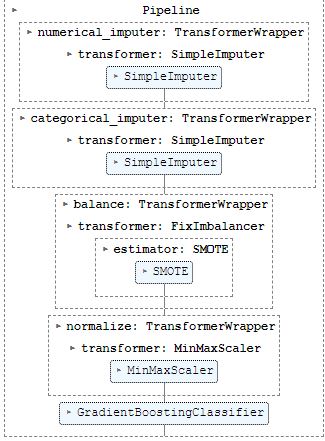 ▸ Pipeline
▸ numerical_imputer: TransformerWrapper
▸ transformer: SimpleImputer
▸ SimpleImputer
▸ categorical_imputer: TransformerWrapper
▸ transformer: SimpleImputer
▸ SimpleImputer
▸ balance: TransformerWrapper
▸ transformer: FixImbalancer
▸ estimator: SMOTE
▸ SMOTE
▸ normalize: TransformerWrapper
▸ transformer: MinMaxScaler
▸ MinMaxScaler
▸ GradientBoostingClassifier